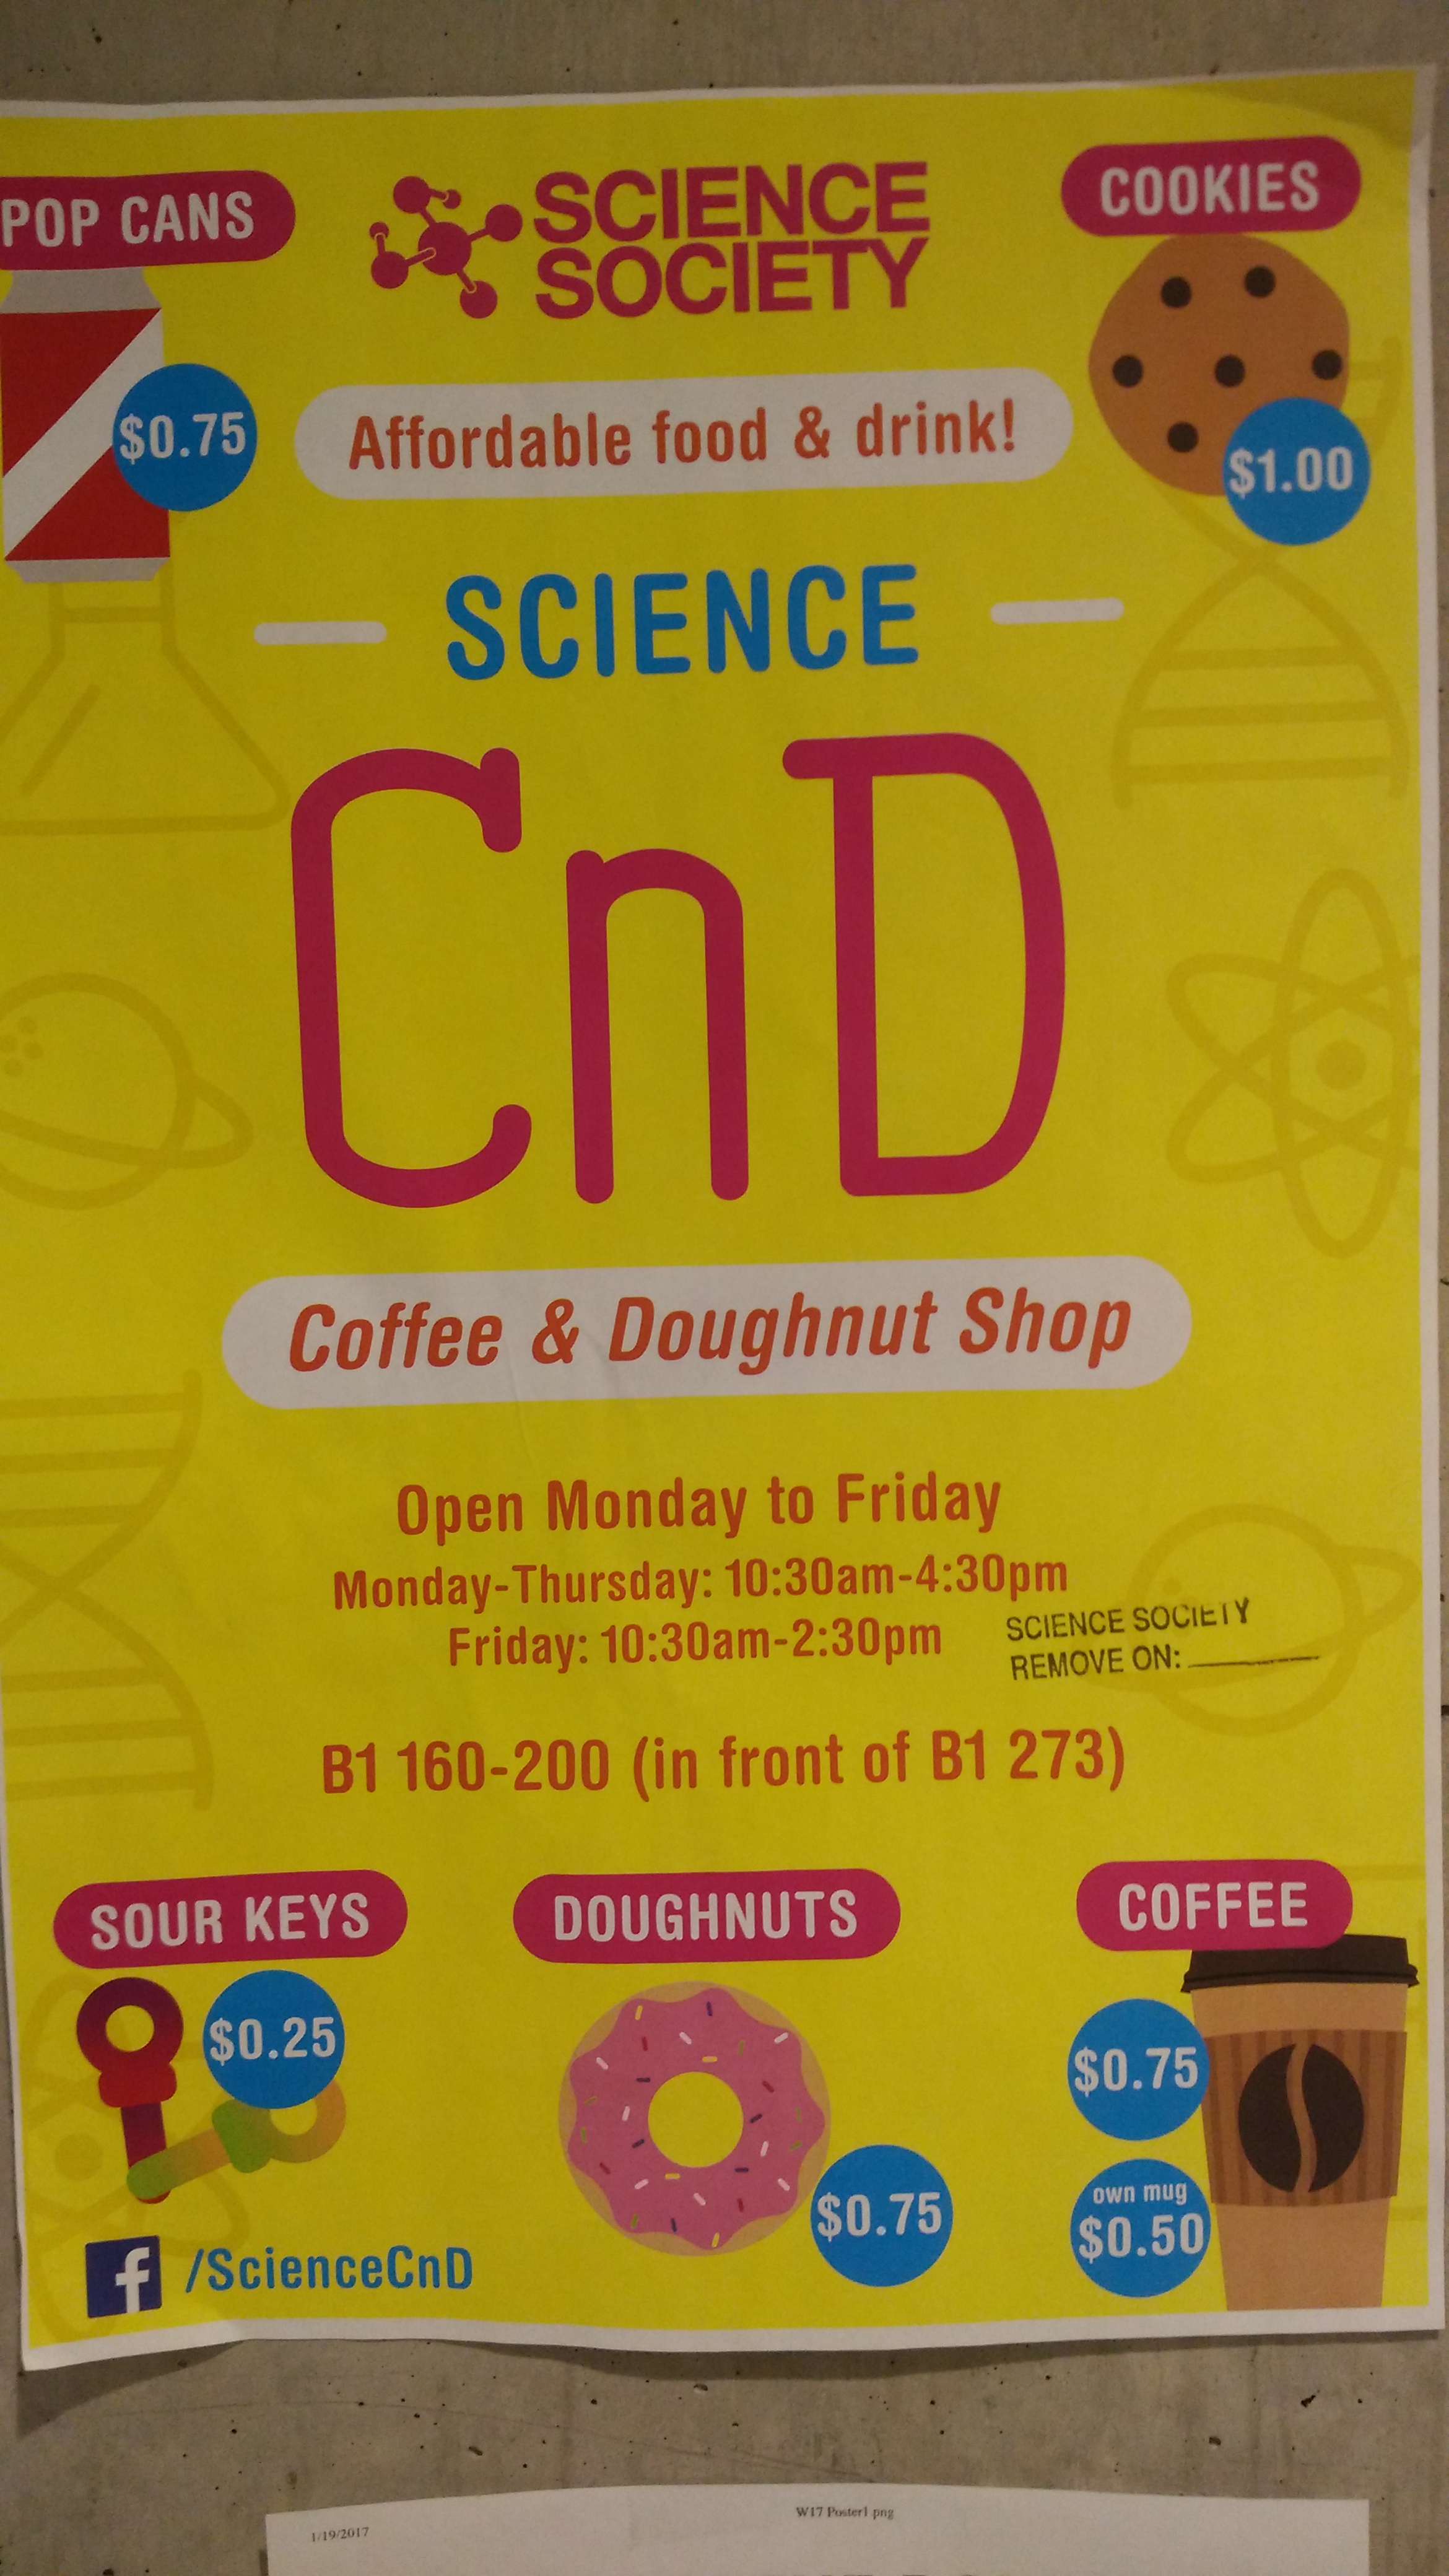 POP CANS
SCIENCE
SOCIETY
COOKIES
$0.75
Affordable food & drink!
$1.00
SCIENCE
CnD
Coffee & Doughnut Shop
Open Monday to Friday
Monday-Thursday: 10:30am-4:30pm
Friday: 10:30am-2:30pm
SCIENCE SOCIETY
REMOVE ON:
B1 160-200 (in front of B1 273)
SOUR KEYS
DOUGHNUTS
COFFEE
$0.25
$0.75
$0.75
own mug
$0.50
f /ScienceCnD
W17 Poster1.png
1/19/2017